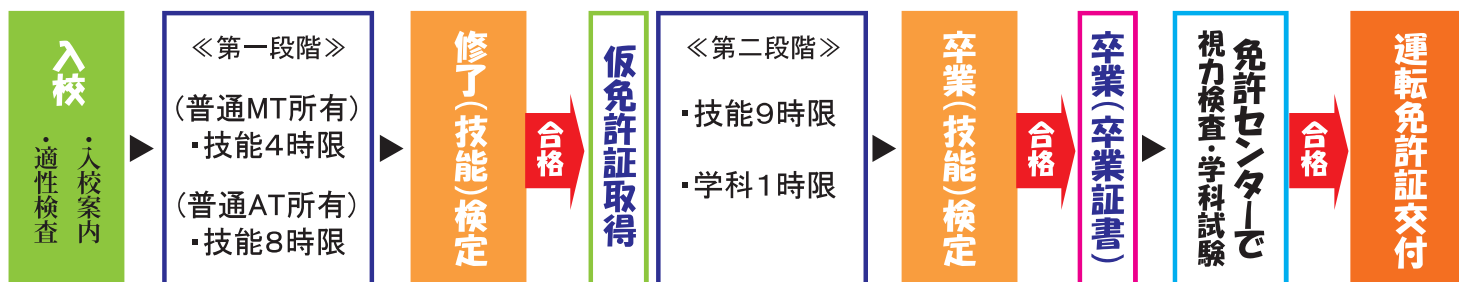 入校
・入校案内
・適性検査
≪第一段階≫
(普通MT所有)
・技能4時限
(普通AT所有)
・技能8時限
修了(技能)検定
合格
仮免許証取得
≪第二段階≫
・技能9時限
・学科1時限
卒業(技能)検定
合格
卒業(卒業証書)
免許センターで
視力検査・学科試験
合格
運転免許証交付